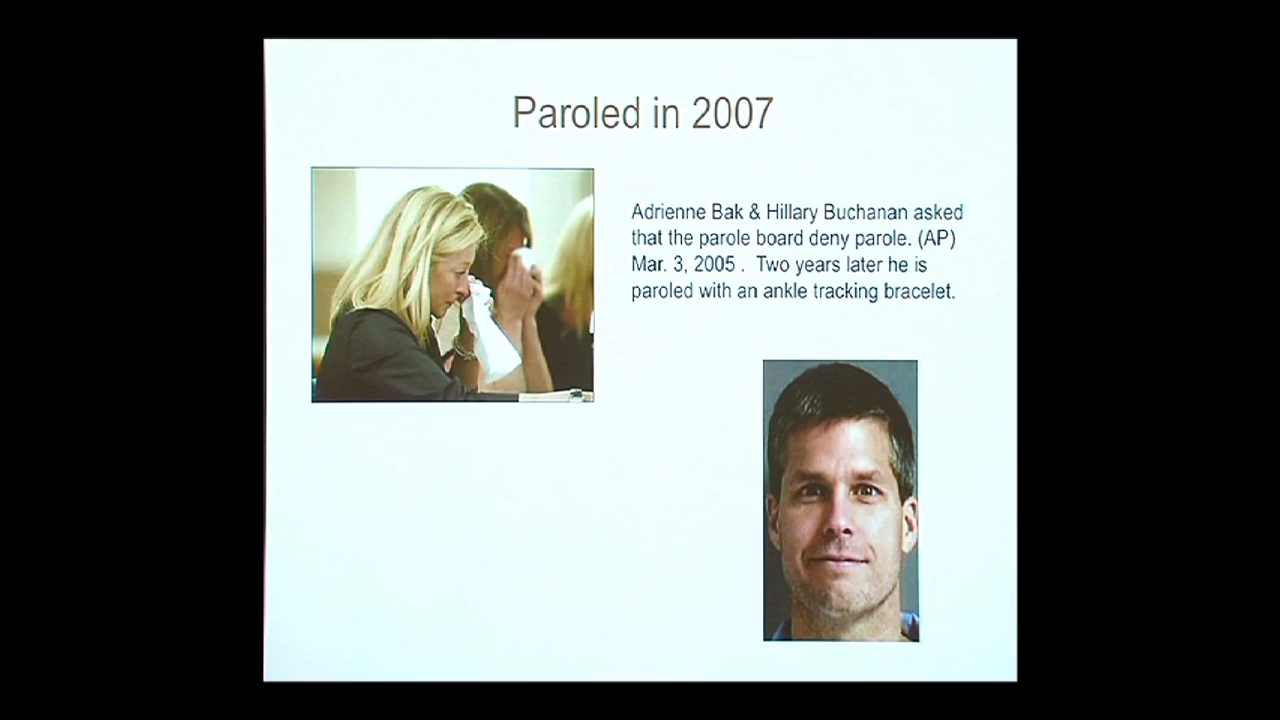 Paroled in 2007
Adrienne Bak & Hillary Buchanan asked
that the parole board deny parole. (AP)
Mar. 3, 2005 .  Two years later he is
paroled with an ankle tracking bracelet.